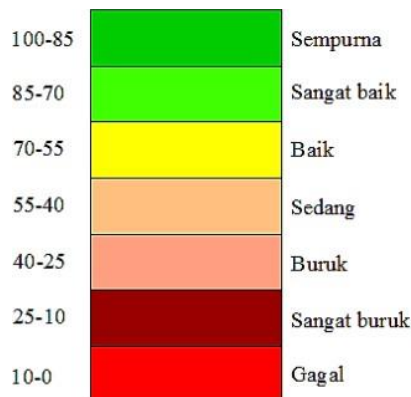 100-85 Sempurna
85-70 Sangat baik
70-55 Baik
55-40 Sedang
40-25 Buruk
25-10 Sangat buruk
10-0 Gagal